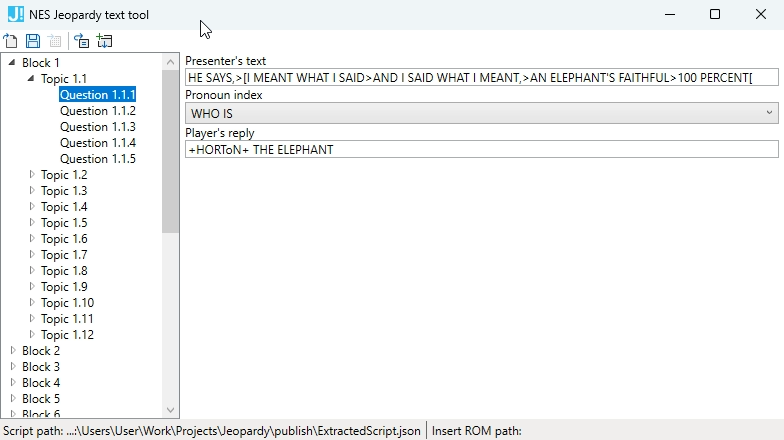 J! NES Jeopardy text tool
Block 1
Topic 1.1
Question 1.1.1
Question 1.1.2
Question 1.1.3
Question 1.1.4
Question 1.1.5
Topic 1.2
Topic 1.3
Topic 1.4
Topic 1.5
Topic 1.6
Topic 1.7
Topic 1.8
Topic 1.9
Topic 1.10
Topic 1.11
Topic 1.12
Block 2
Block 3
Block 4
Block 5
Block 6
Presenter's text
HE SAYS,>[I MEANT WHAT I SAID>AND I SAID WHAT I MEANT,>AN ELEPHANT'S FAITHFUL>100 PERCENT[
Pronoun index
WHO IS
Player's reply
+HORToN+ THE ELEPHANT
Script path: ...:\Users\User\Work\Projects\Jeopardy\publish\ExtractedScript.json
Insert ROM path: